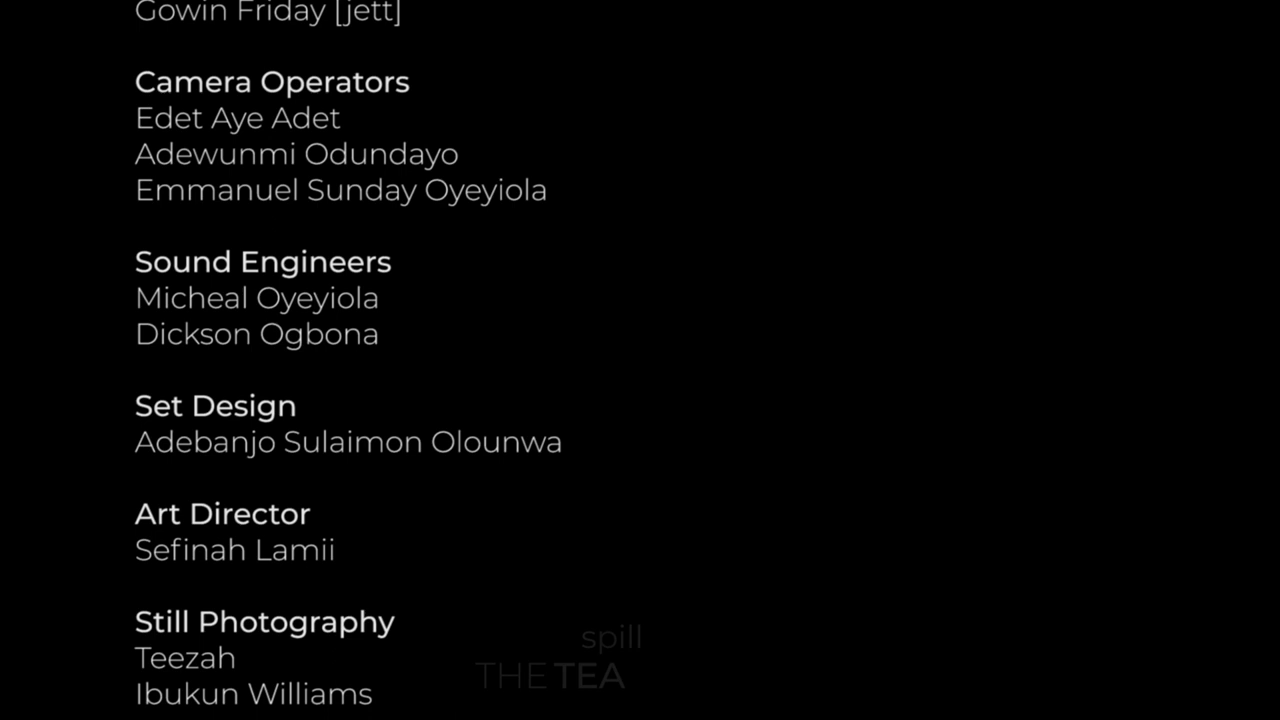 Gowin Friday [jett]
Camera Operators
Edet Aye Adet
Adewunmi Odundayo
Emmanuel Sunday Oyeyiola
Sound Engineers
Micheal Oyeyiola
Dickson Ogbona
Set Design
Adebanjo Sulaimon Olounwa
Art Director
Sefinah Lamii
Still Photography
Teezah
Ibukun Williams
spill
THE TEA